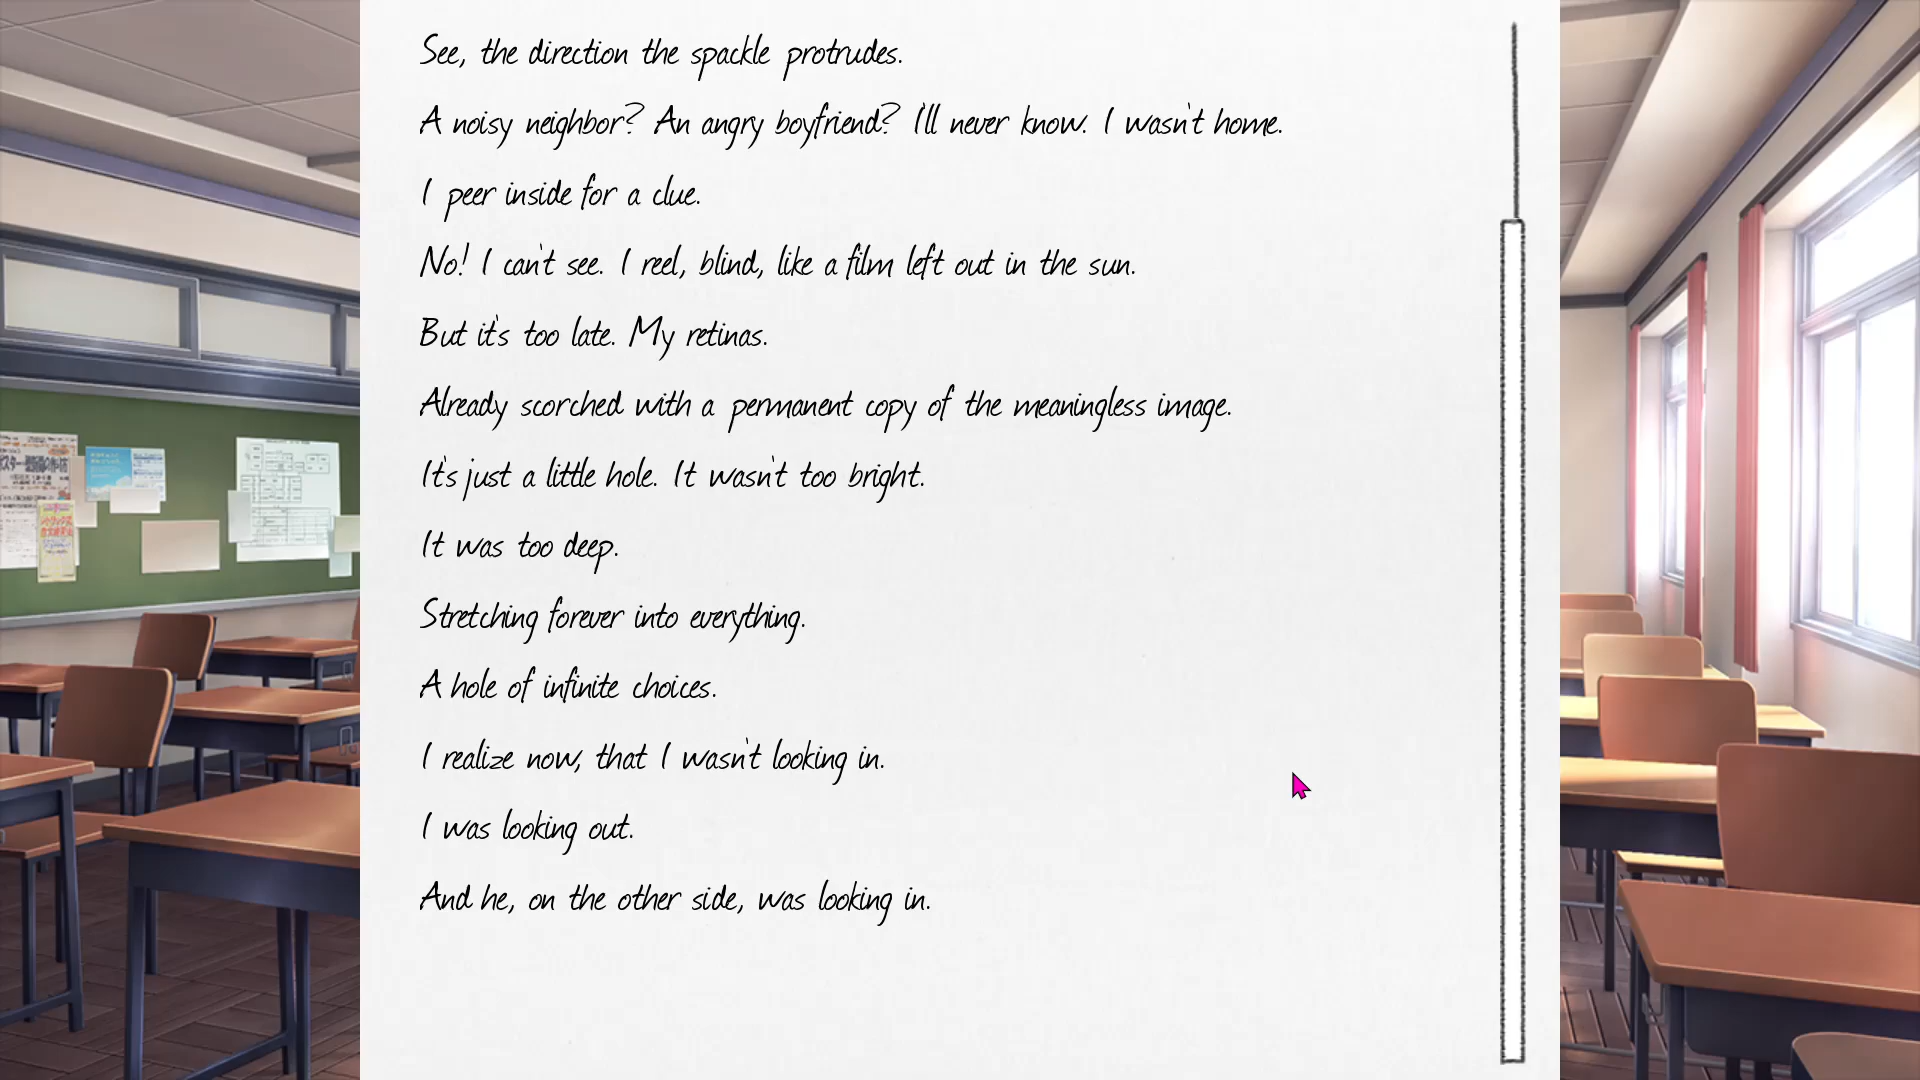 See, the direction the spackle protrudes.
A noisy neighbor? An angry boyfriend? I'll never know. I wasn't home.
I peer inside for a clue.
No! I can't see. I reel, blind, like a film left out in the sun.
But it's too late. My retinas.
Already scorched with a permanent copy of the meaningless image.
It's just a little hole. It wasn't too bright.
It was too deep.
Stretching forever into everything.
A hole of infinite choices.
I realize now, that I wasn't looking in.
I was looking out.
And he, on the other side, was looking in.